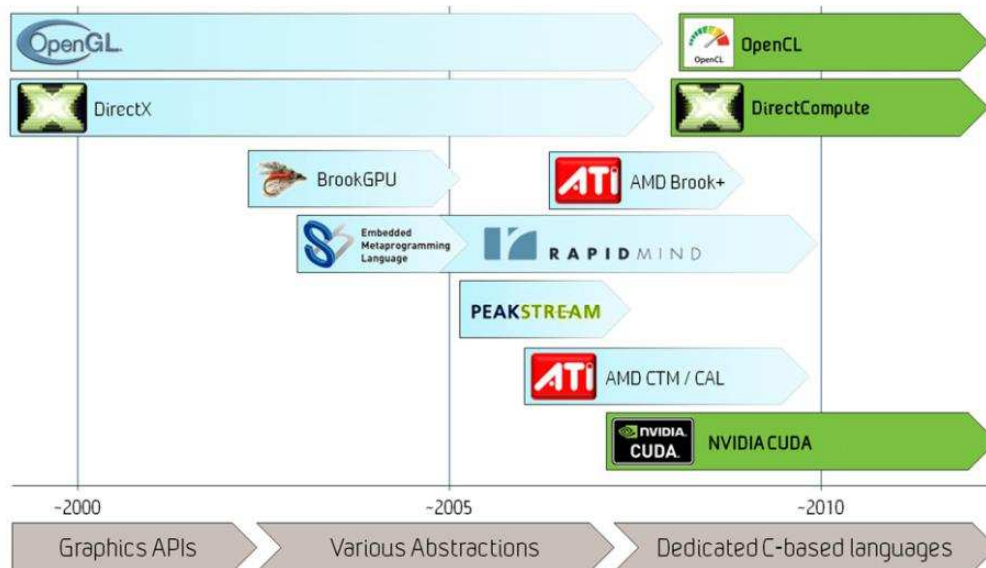 OpenGL.
OpenCL
OpenCL
DirectX
DirectCompute
BrookGPU
ATi
AMD Brook+
Sh
Embedded
Metaprogramming
Language
RAPIDMIND
PEAKSTREAM
ATi
AMD CTM / CAL
NVIDIA.
CUDA.
NVIDIA CUDA
~2000
~2005
~2010
Graphics APIs
Various Abstractions
Dedicated C-based languages